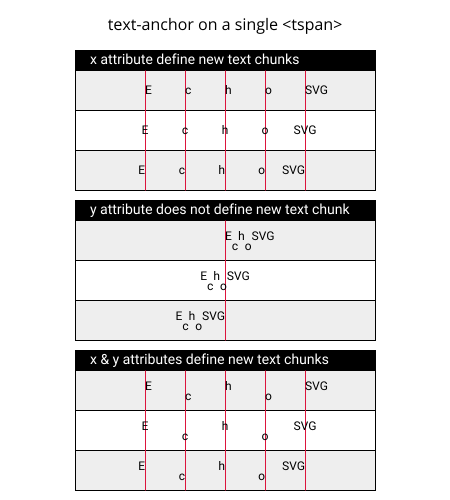 text-anchor on a single <tspan>
x attribute define new text chunks
E c h o SVG
E c h o SVG
E c h o SVG
y attribute does not define new text chunk
E h SVG
c o
E h SVG
c o
E h SVG
c o
x & y attributes define new text chunks
E h SVG
c o
E h SVG
c o
E h SVG
c o